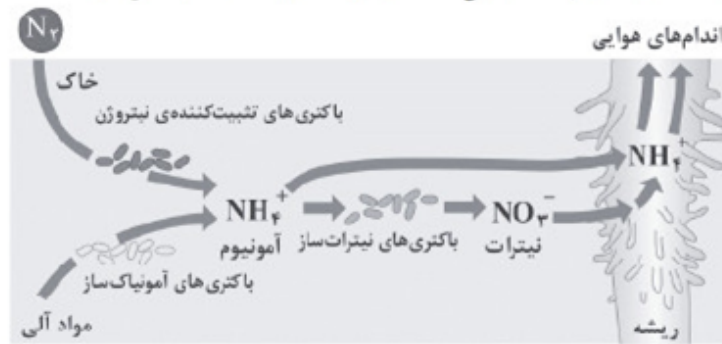 N۲
اندام‌های هوایی
خاک
باکتری‌های تثبیت‌کننده‌ی نیتروژن
NH۴+
NH۴+
NO۳−
آمونیوم
باکتری‌های نیترات‌ساز
نیترات
باکتری‌های آمونیاک‌ساز
مواد آلی
ریشه